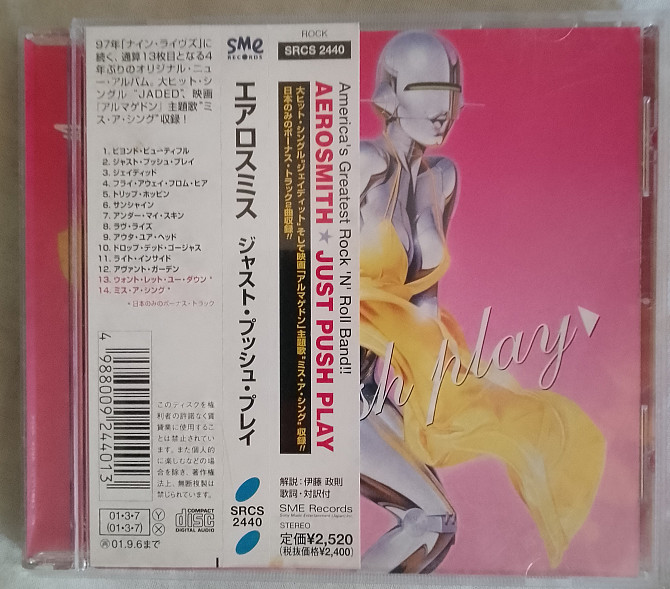 97年「ナイン・ライヴズ」に
続く、通算13枚目となる4
年ぶりのオリジナル・ニュ
ー・アルバム。大ヒット・シ
ングル“JADED”、映画
「アルマゲドン」主題歌“ミ
ス・ア・シング”収録!
1. ビヨンド・ビューティフル
2. ジャスト・プッシュ・プレイ
3. ジェイディッド
4. フライ・アウェイ・フロム・ヒア
5. トリップ・ホッピン
6. サンシャイン
7. アンダー・マイ・スキン
8. ラヴ・ライズ
9. アウタ・ユア・ヘッド
10. ドロップ・デッド・ゴージャス
11. ライト・インサイド
12. アヴァント・ガーデン
13. ウォント・レット・ユー・ダウン *
14. ミス・ア・シング *
* 日本のみのボーナス・トラック
4 988009 244013
このディスクを権
利者の許諾なく賃
貸業に使用するこ
とは禁止されてい
ます。また個人的
に楽しむなどの場
合を除き、著作権
法上、無断複製は
禁じられています。
01・3・7
(01・3・7)
Y
X
COMPACT
disc
DIGITAL AUDIO
再 01.9.6まで
SMe
RECORDS
エアロスミス ジャスト・プッシュ・プレイ
SRCS
2440
ROCK
SRCS 2440
America's Greatest Rock 'N' Roll Band!!
AEROSMITH ★ JUST PUSH PLAY
大ヒット・シングル“ジェイディッド”、そして映画「アルマゲドン」主題歌“ミス・ア・シング”収録!!
日本のみのボーナス・トラック2曲収録!!
解説:伊藤 政則
歌詞・対訳付
SME Records
Sony Music Entertainment (Japan) Inc.
STEREO
定価¥2,520
(税抜価格¥2,400)
sh play